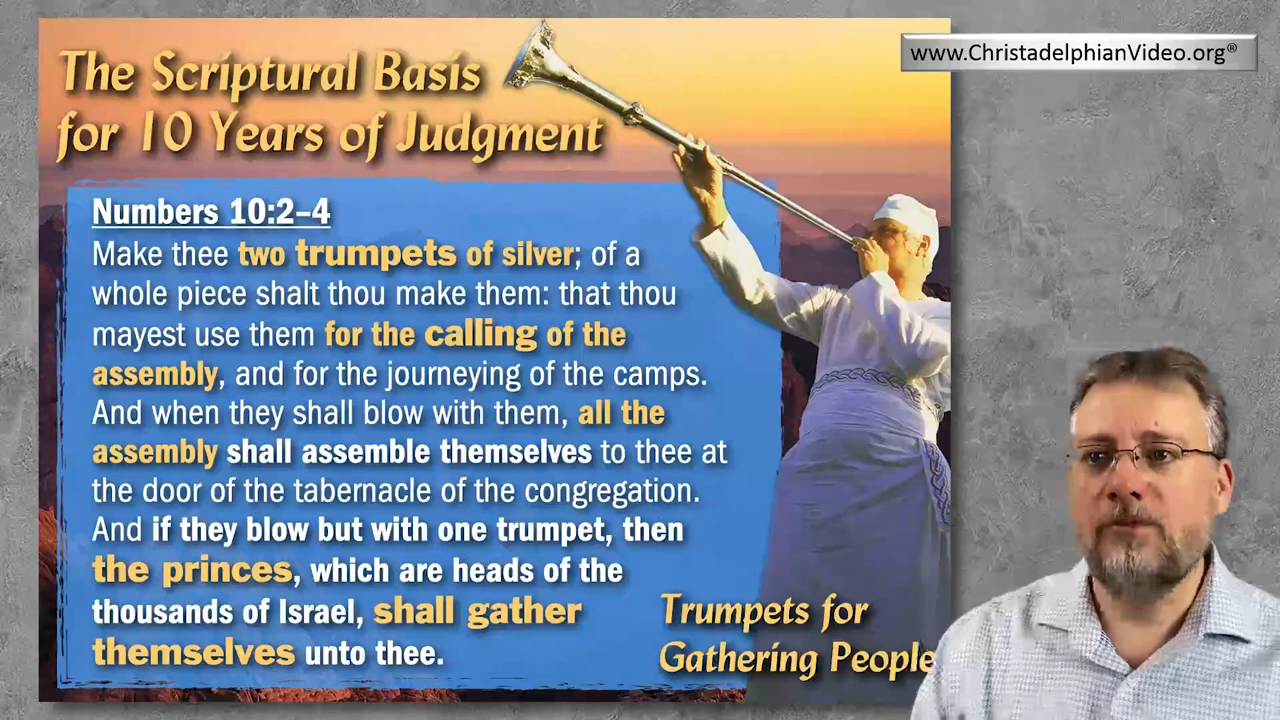 The Scriptural Basis
for 10 Years of Judgment
www.ChristadelphianVideo.org®
Numbers 10:2–4
Make thee two trumpets of silver; of a
whole piece shalt thou make them: that thou
mayest use them for the calling of the
assembly, and for the journeying of the camps.
And when they shall blow with them, all the
assembly shall assemble themselves to thee at
the door of the tabernacle of the congregation.
And if they blow but with one trumpet, then
the princes, which are heads of the
thousands of Israel, shall gather
themselves unto thee.
Trumpets for
Gathering People